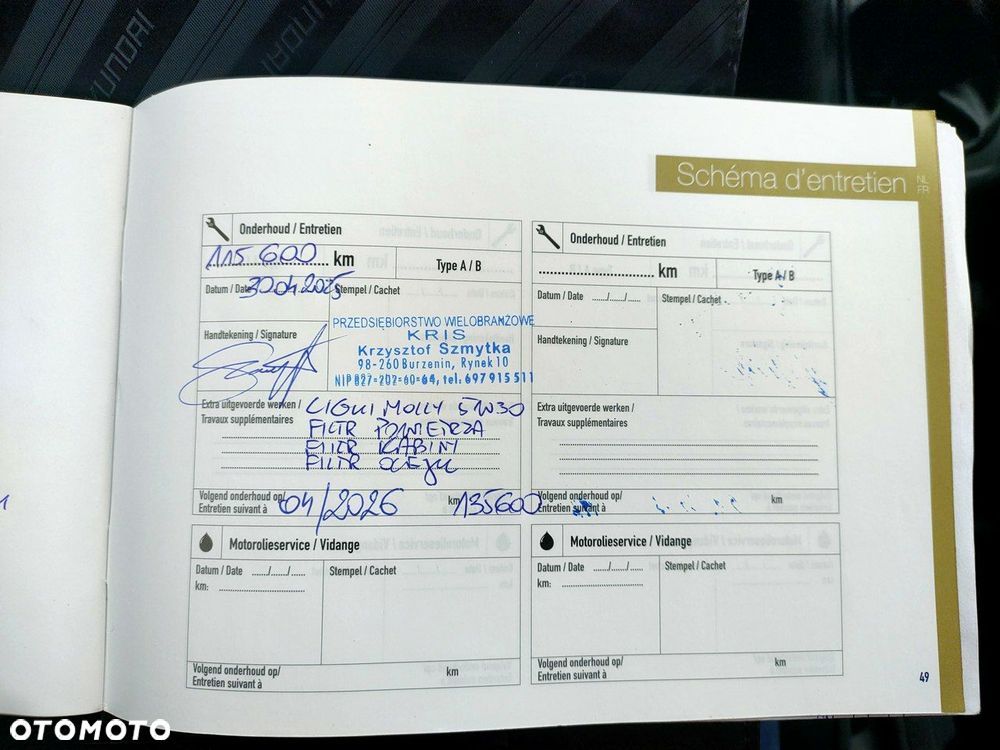 HYUNDAI
Schéma d'entretien
NL
FR
Onderhoud / Entretien
115 600 km
Type A / B
Datum / Date 30.04.2025
Stempel / Cachet
Handtekening / Signature
PRZEDSIĘBIORSTWO WIELOBRANŻOWE
KRIS
Krzysztof Szmytka
98-260 Burzenin, Rynek 10
NIP 827-207-60-64, tel: 697 915 511
Extra uitgevoerde werken /
Travaux supplémentaires
LIQUI MOLLY 5W30
FILTR POWIETRZA
FILTR KABINY
FILTR OLEJU
Volgend onderhoud op/
Entretien suivant à
04/2026
km 135600
Motorolieservice / Vidange
Datum / Date ...../...../.....
Stempel / Cachet
km:
Volgend onderhoud op/
Entretien suivant à
km
Onderhoud / Entretien
km
Type A / B
Datum / Date ...../...../.....
Stempel / Cachet
Handtekening / Signature
Extra uitgevoerde werken /
Travaux supplémentaires
Volgend onderhoud op/
Entretien suivant à
km
Motorolieservice / Vidange
Datum / Date ...../...../.....
Stempel / Cachet
km:
Volgend onderhoud op/
Entretien suivant à
km
49
OTOMOTO